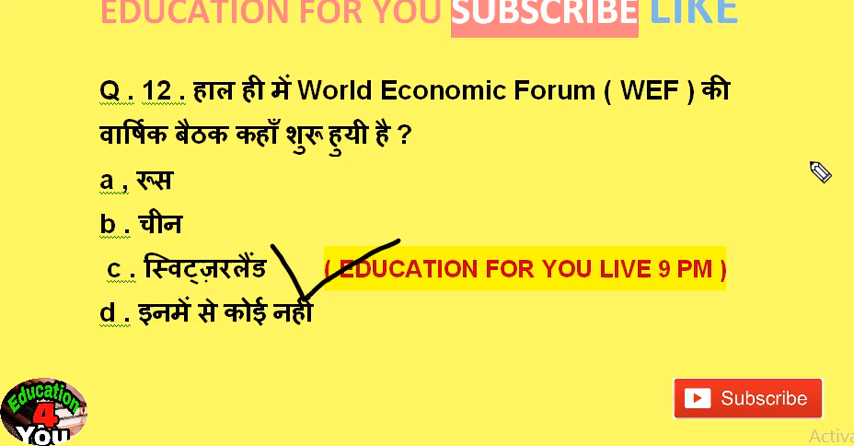 EDUCATION FOR YOU SUBSCRIBE LIKE
Q . 12 . हाल ही में World Economic Forum ( WEF ) की
वार्षिक बैठक कहाँ शुरू हुयी है ?
a , रूस
b . चीन
c . स्विट्ज़रलैंड ( EDUCATION FOR YOU LIVE 9 PM )
d . इनमें से कोई नही
Education
4
You
Subscribe
Activa